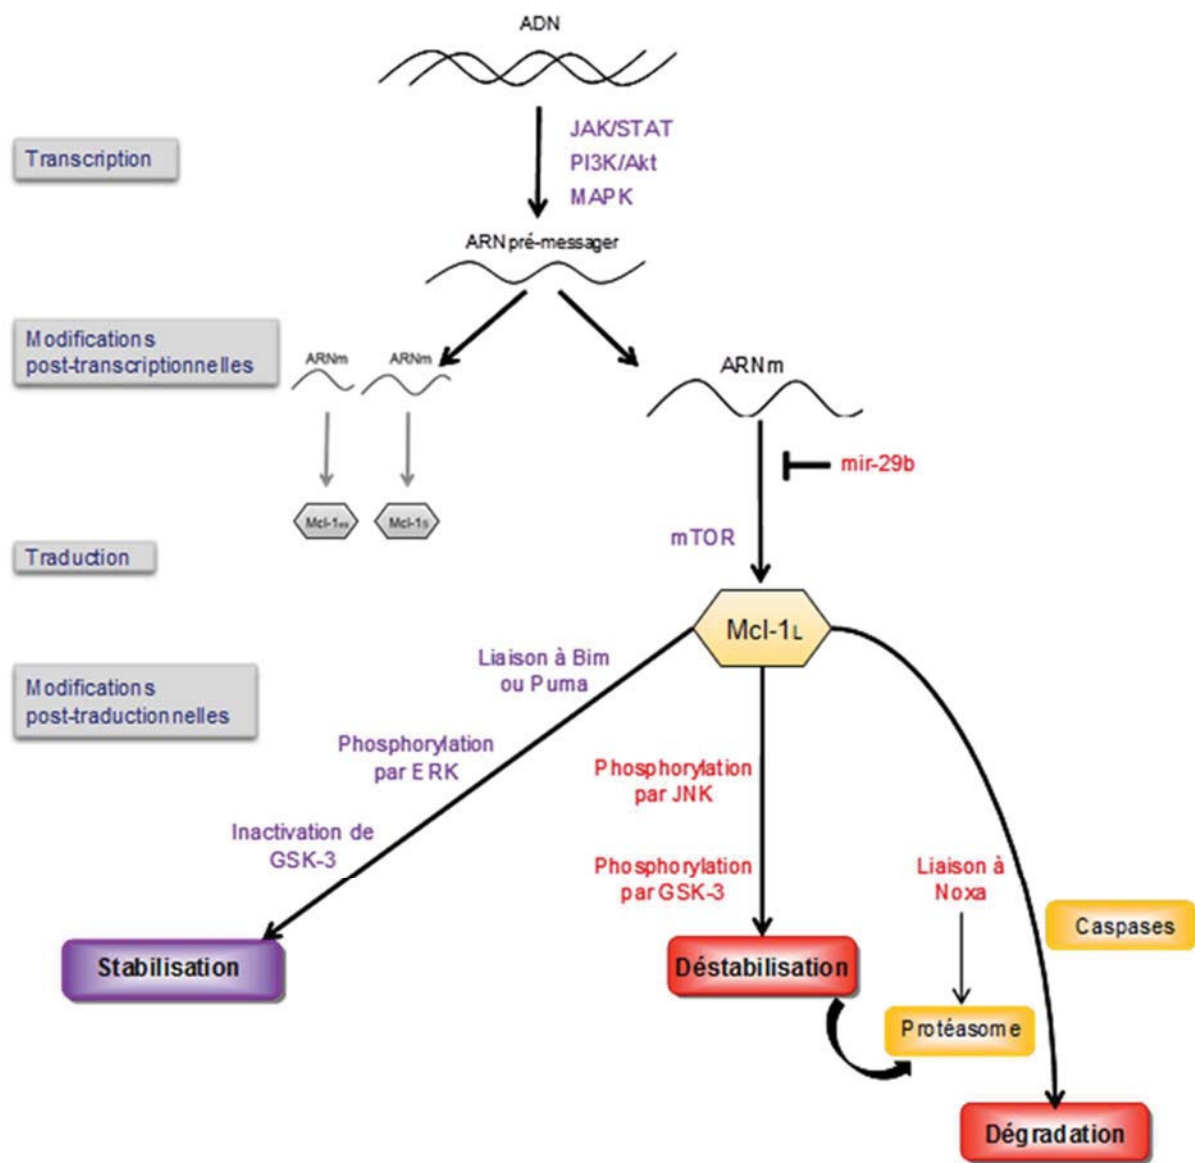 ADN
JAK/STAT
PI3K/Akt
MAPK
Transcription
ARN pré-messager
Modifications
post-transcriptionnelles
ARNm
ARNm
ARNm
mir-29b
Mcl-1es
Mcl-1s
mTOR
Traduction
Mcl-1L
Liaison à Bim
ou Puma
Modifications
post-traductionnelles
Phosphorylation
par ERK
Phosphorylation
par JNK
Inactivation de
GSK-3
Phosphorylation
par GSK-3
Liaison à
Noxa
Caspases
Stabilisation
Déstabilisation
Protéasome
Dégradation